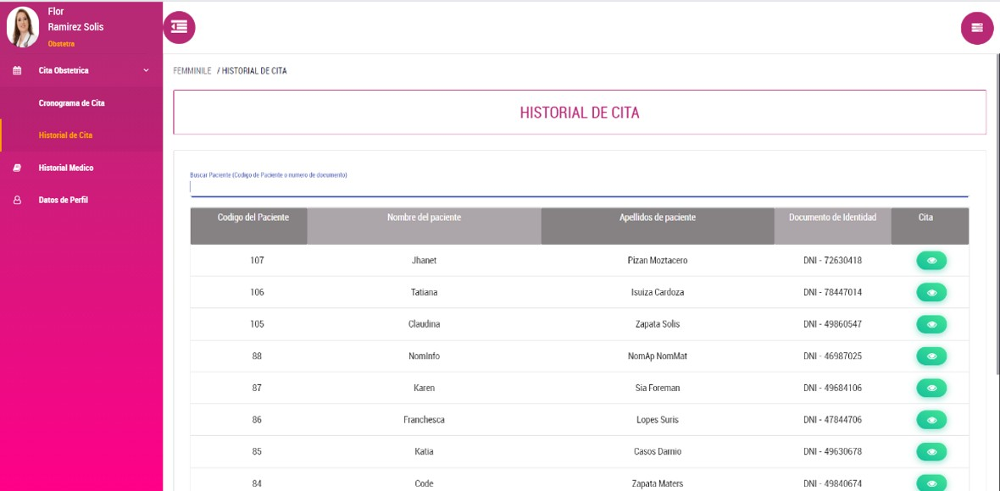 Flor
Ramirez Solis
Obstetra
Cita Obstetrica
Cronograma de Cita
Historial de Cita
Historial Medico
Datos de Perfil
FEMMINILE / HISTORIAL DE CITA
HISTORIAL DE CITA
Buscar Paciente (Codigo de Paciente o numero de documento)
Codigo del Paciente Nombre del paciente Apellidos de paciente Documento de Identidad Cita
107 Jhanet Pizan Moztacero DNI - 72630418
106 Tatiana Isuiza Cardoza DNI - 78447014
105 Claudina Zapata Solis DNI - 49860547
88 NomInfo NomAp NomMat DNI - 46987025
87 Karen Sia Foreman DNI - 49684106
86 Franchesca Lopes Suris DNI - 47844706
85 Katia Casos Damio DNI - 49630678
84 Code Zapata Maters DNI - 49840674